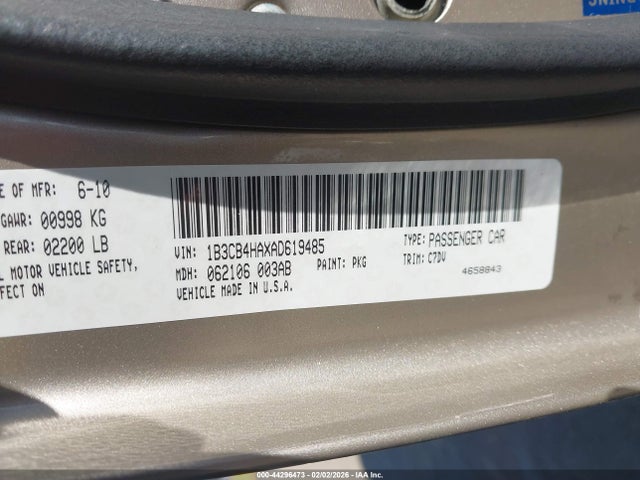 E OF MFR: 6-10
GAWR: 00998 KG
REAR: 02200 LB
L MOTOR VEHICLE SAFETY,
FFECT ON
VIN: 1B3CB4HAXAD619485
TYPE: PASSENGER CAR
MDH: 062106 003AB
PAINT: PKG
TRIM: C7DV
VEHICLE MADE IN U.S.A.
4658843
000-44296473 - 02/02/2026 - IAA Inc.